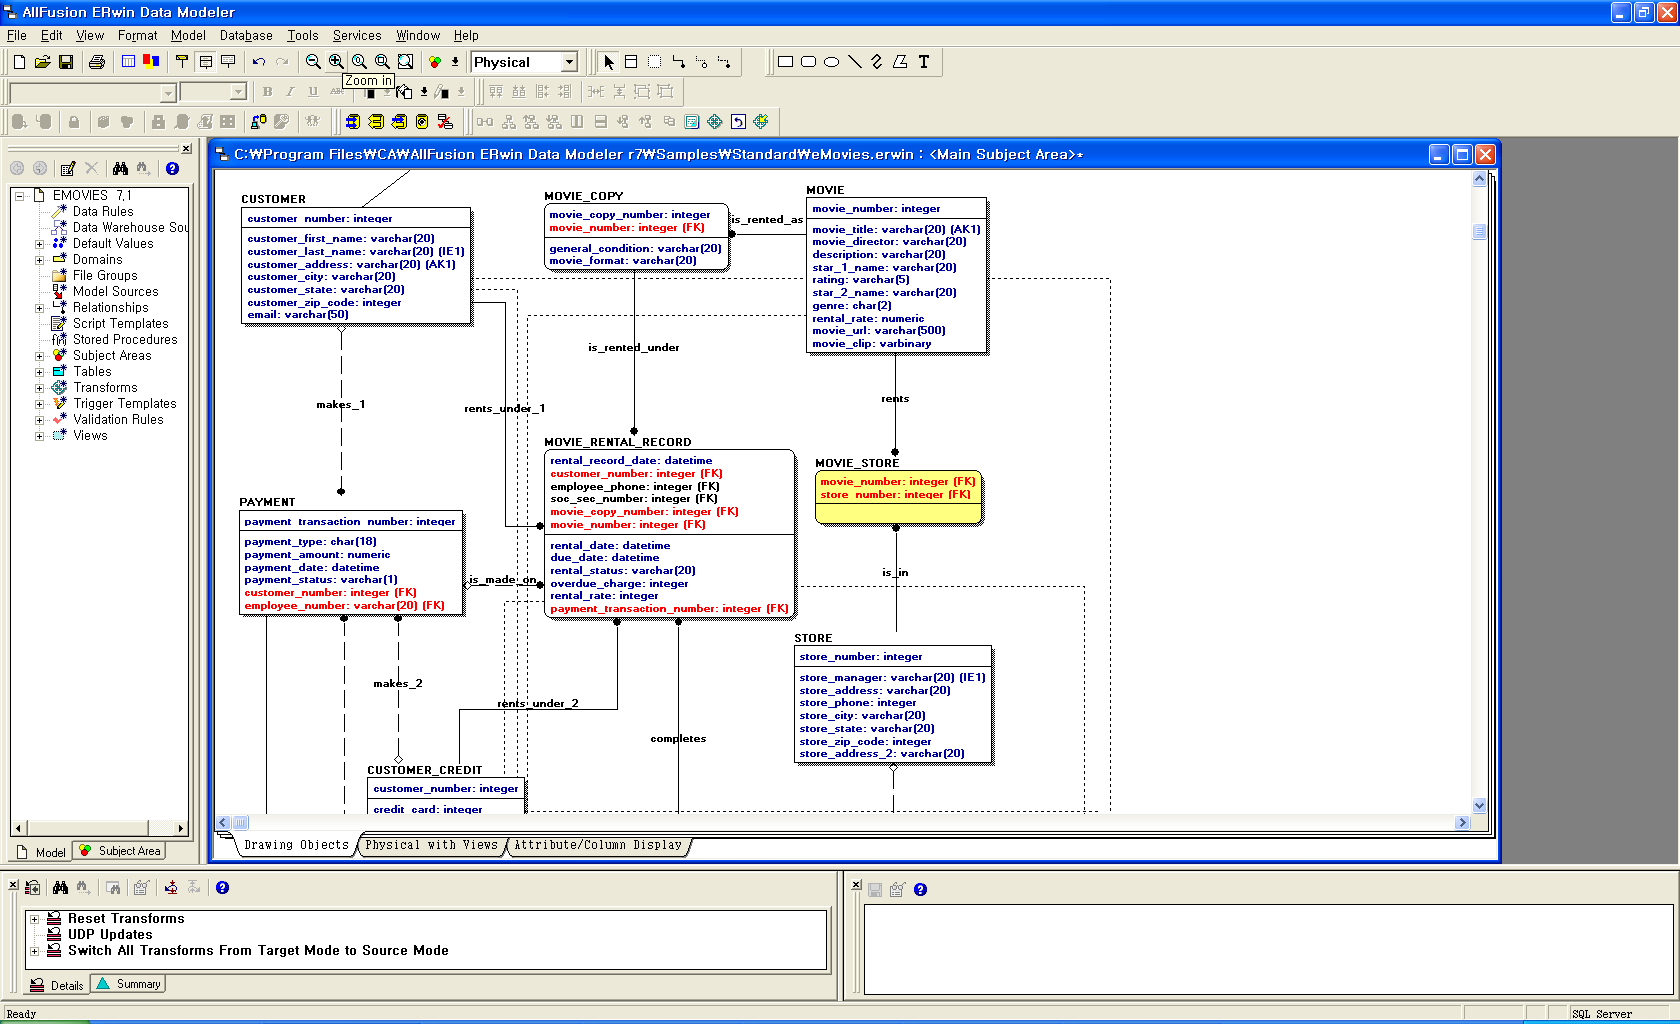 AllFusion ERwin Data Modeler
File Edit View Format Model Database Tools Services Window Help
Physical
Zoom in
B I U
T
C:₩Program Files₩CA₩AllFusion ERwin Data Modeler r7₩Samples₩Standard₩eMovies.erwin : <Main Subject Area>*
EMOVIES_7,1
Data Rules
Data Warehouse Sou
Default Values
Domains
File Groups
Model Sources
Relationships
Script Templates
Stored Procedures
Subject Areas
Tables
Transforms
Trigger Templates
Validation Rules
Views
Model
Subject Area
CUSTOMER
customer_number: integer
customer_first_name: varchar(20)
customer_last_name: varchar(20) (IE1)
customer_address: varchar(20) (AK1)
customer_city: varchar(20)
customer_state: varchar(20)
customer_zip_code: integer
email: varchar(50)
MOVIE_COPY
movie_copy_number: integer
movie_number: integer (FK)
general_condition: varchar(20)
movie_format: varchar(20)
is_rented_as
MOVIE
movie_number: integer
movie_title: varchar(20) (AK1)
movie_director: varchar(20)
description: varchar(20)
star_1_name: varchar(20)
rating: varchar(5)
star_2_name: varchar(20)
genre: char(2)
rental_rate: numeric
movie_url: varchar(500)
movie_clip: varbinary
is_rented_under
makes_1
rents_under_1
rents
MOVIE_RENTAL_RECORD
rental_record_date: datetime
customer_number: integer (FK)
employee_phone: integer (FK)
soc_sec_number: integer (FK)
movie_copy_number: integer (FK)
movie_number: integer (FK)
rental_date: datetime
due_date: datetime
rental_status: varchar(20)
overdue_charge: integer
rental_rate: integer
payment_transaction_number: integer (FK)
MOVIE_STORE
movie_number: integer (FK)
store_number: integer (FK)
PAYMENT
payment_transaction_number: integer
payment_type: char(18)
payment_amount: numeric
payment_date: datetime
payment_status: varchar(1)
customer_number: integer (FK)
employee_number: varchar(20) (FK)
is_made_on
is_in
STORE
store_number: integer
store_manager: varchar(20) (IE1)
store_address: varchar(20)
store_phone: integer
store_city: varchar(20)
store_state: varchar(20)
store_zip_code: integer
store_address_2: varchar(20)
makes_2
rents_under_2
completes
CUSTOMER_CREDIT
customer_number: integer
credit_card: integer
Drawing Objects
Physical with Views
Attribute/Column Display
Reset Transforms
UDP Updates
Switch All Transforms From Target Mode to Source Mode
Details
Summary
Ready
SQL Server